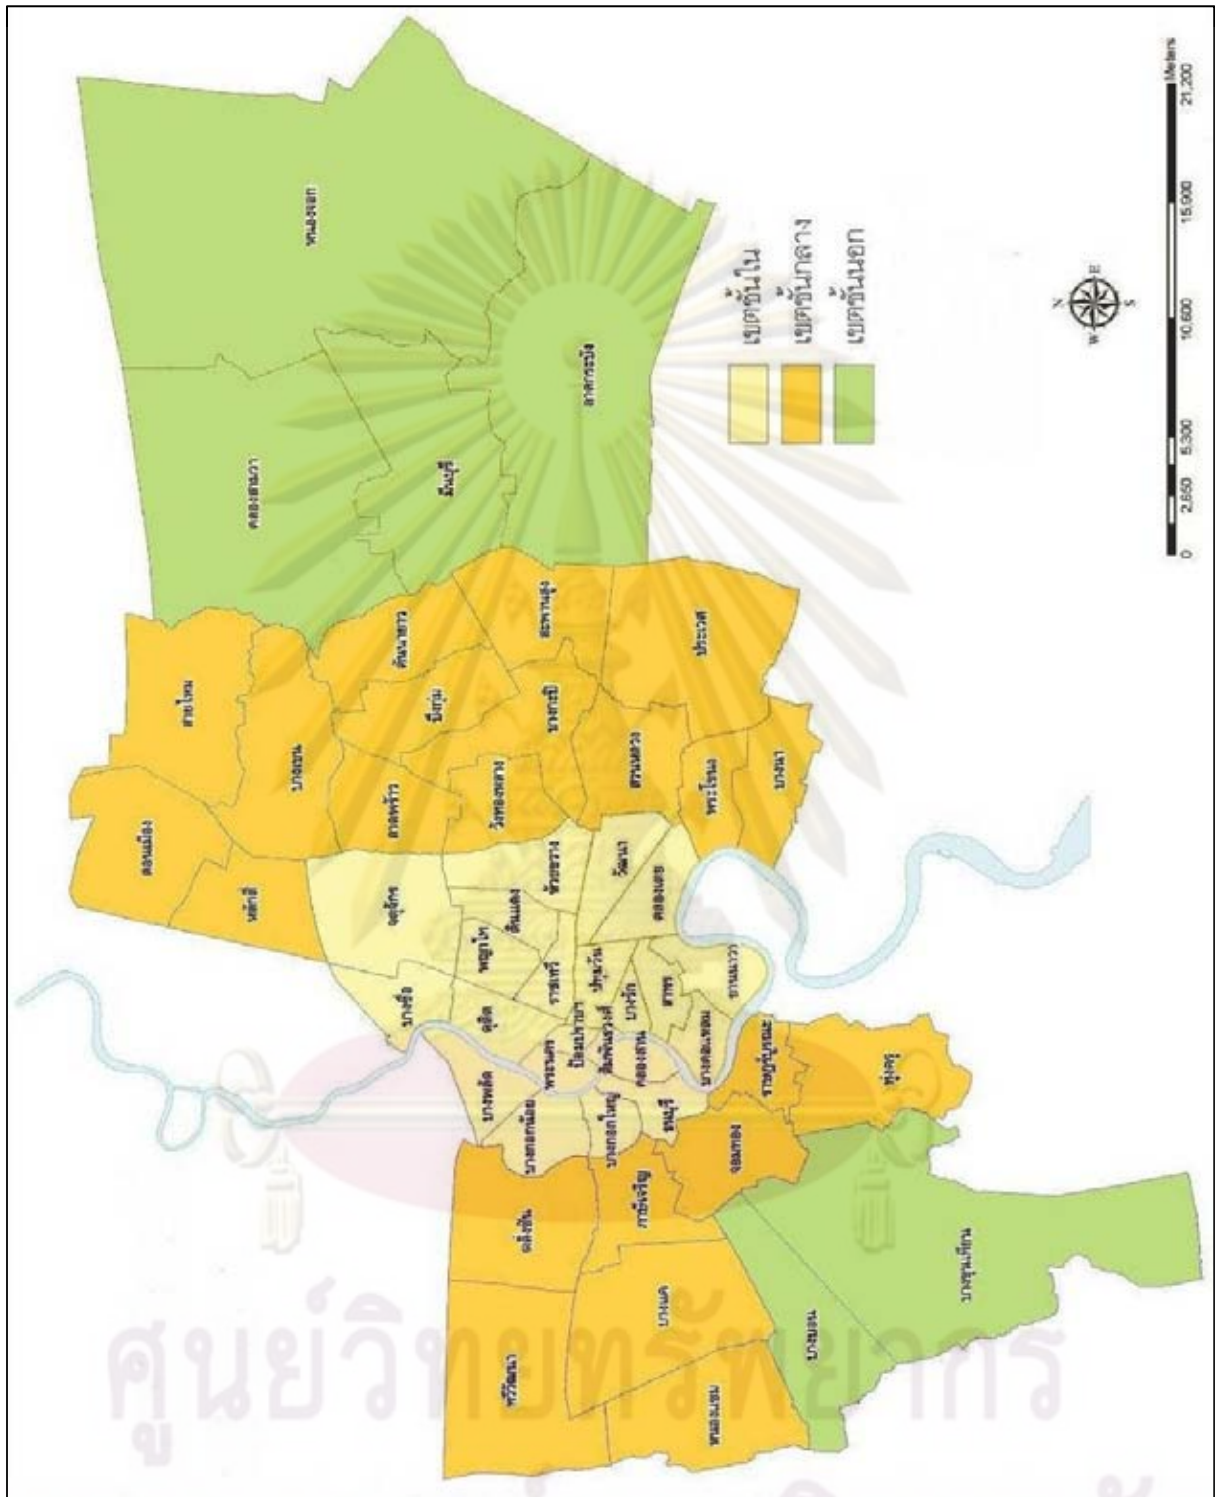 หนองจอก
คลองสามวา
มีนบุรี
ลาดกระบัง
สายไหม
ดอนเมือง
หลักสี่
บางเขน
คันนายาว
บึงกุ่ม
ลาดพร้าว
สะพานสูง
บางกะปิ
วังทองหลาง
ประเวศ
สวนหลวง
พระโขนง
บางนา
จตุจักร
บางซื่อ
ห้วยขวาง
ดินแดง
พญาไท
ดุสิต
ราชเทวี
วัฒนา
คลองเตย
ปทุมวัน
ป้อมปราบฯ
พระนคร
สัมพันธวงศ์
บางรัก
สาทร
ยานนาวา
บางคอแหลม
คลองสาน
ธนบุรี
บางกอกใหญ่
บางกอกน้อย
บางพลัด
ตลิ่งชัน
ทวีวัฒนา
ภาษีเจริญ
บางแค
หนองแขม
จอมทอง
ราษฎร์บูรณะ
ทุ่งครุ
บางบอน
บางขุนเทียน
เขตชั้นใน
เขตชั้นกลาง
เขตชั้นนอก
N
W
E
S
0 2,650 5,300 10,600 15,900 21,200
Meters
ศูนย์วิทยทรัพยากร